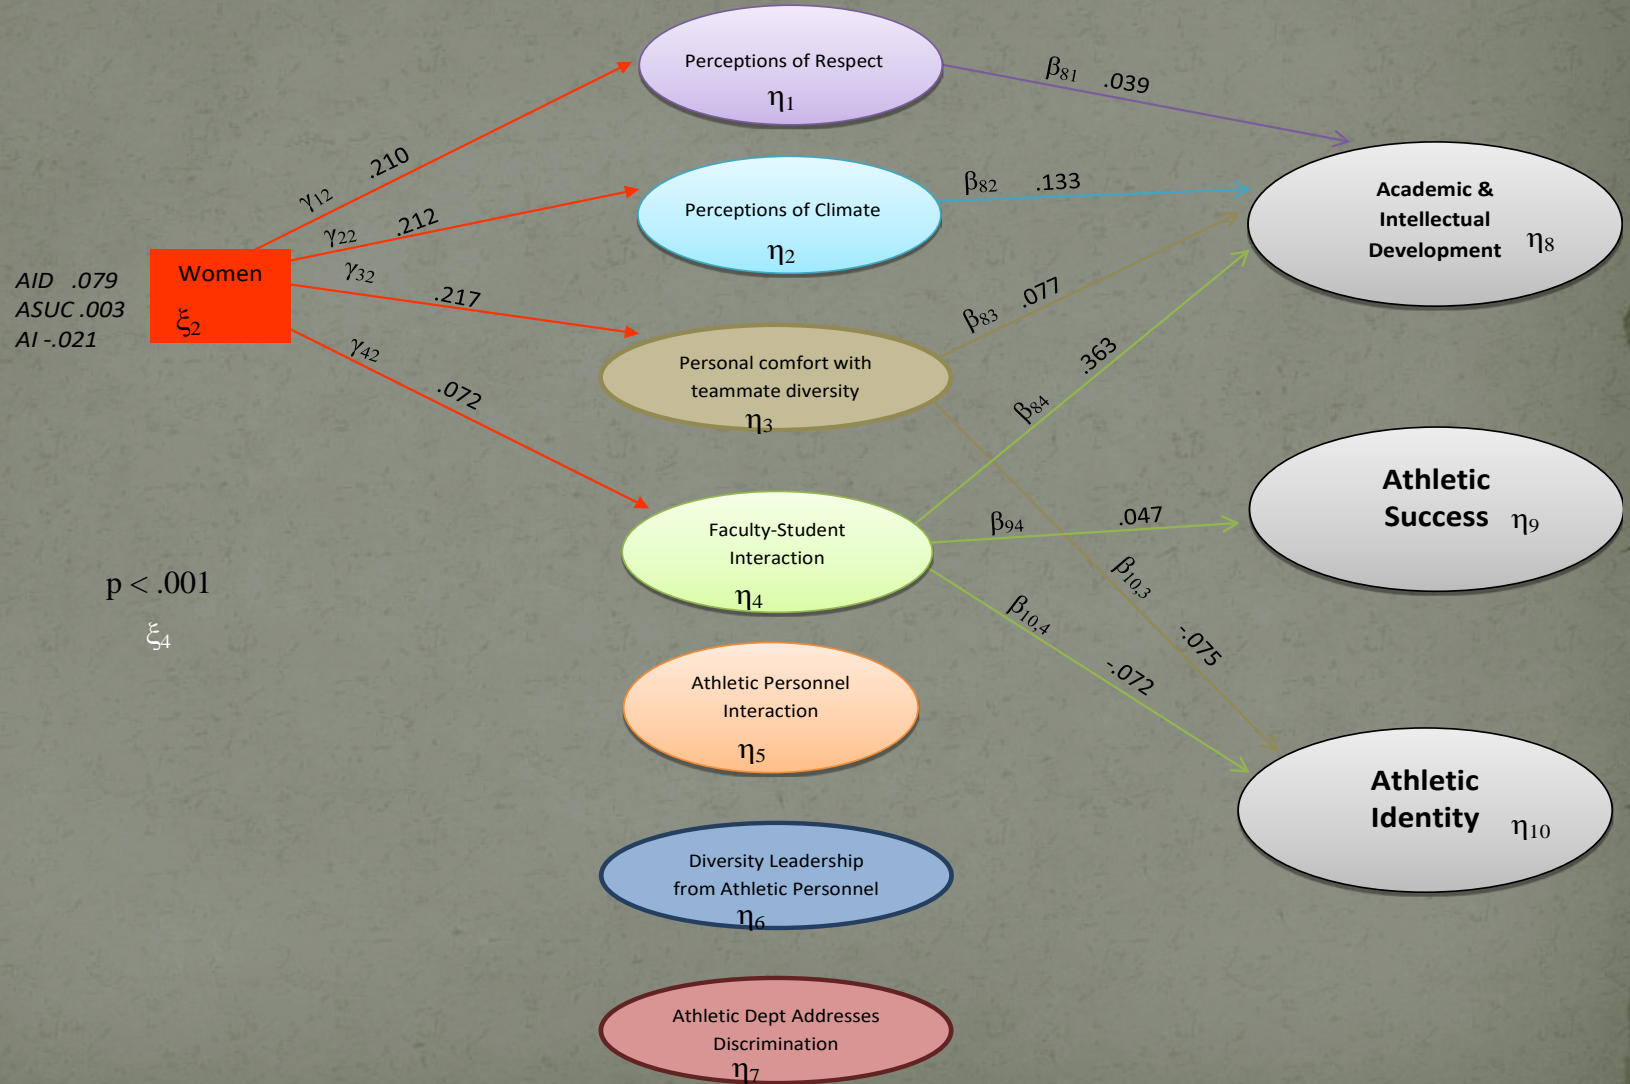 Perceptions of Respect
η1
β81 .039
γ12 .210
Perceptions of Climate
η2
β82 .133
Academic &
Intellectual
Development η8
γ22 .212
AID .079
ASUC .003
AI -.021
Women
ξ2
γ32 .217
Personal comfort with
teammate diversity
η3
β83 .077
γ42 .072
β84 .363
Faculty-Student
Interaction
η4
β94 .047
Athletic
Success η9
β10,3 -.075
β10,4 -.072
p < .001
ξ4
Athletic Personnel
Interaction
η5
Athletic
Identity η10
Diversity Leadership
from Athletic Personnel
η6
Athletic Dept Addresses
Discrimination
η7